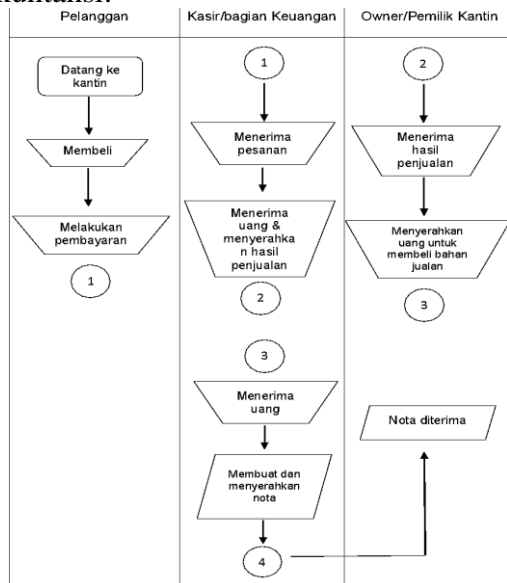 Pelanggan
Kasir/bagian Keuangan
Owner/Pemilik Kantin
Datang ke
kantin
Membeli
Melakukan
pembayaran
1
1
Menerima
pesanan
Menerima
uang &
menyerahka
n hasil
penjualan
2
3
Menerima
uang
Membuat dan
menyerahkan
nota
4
2
Menerima
hasil
penjualan
Menyerahkan
uang untuk
membeli bahan
jualan
3
Nota diterima